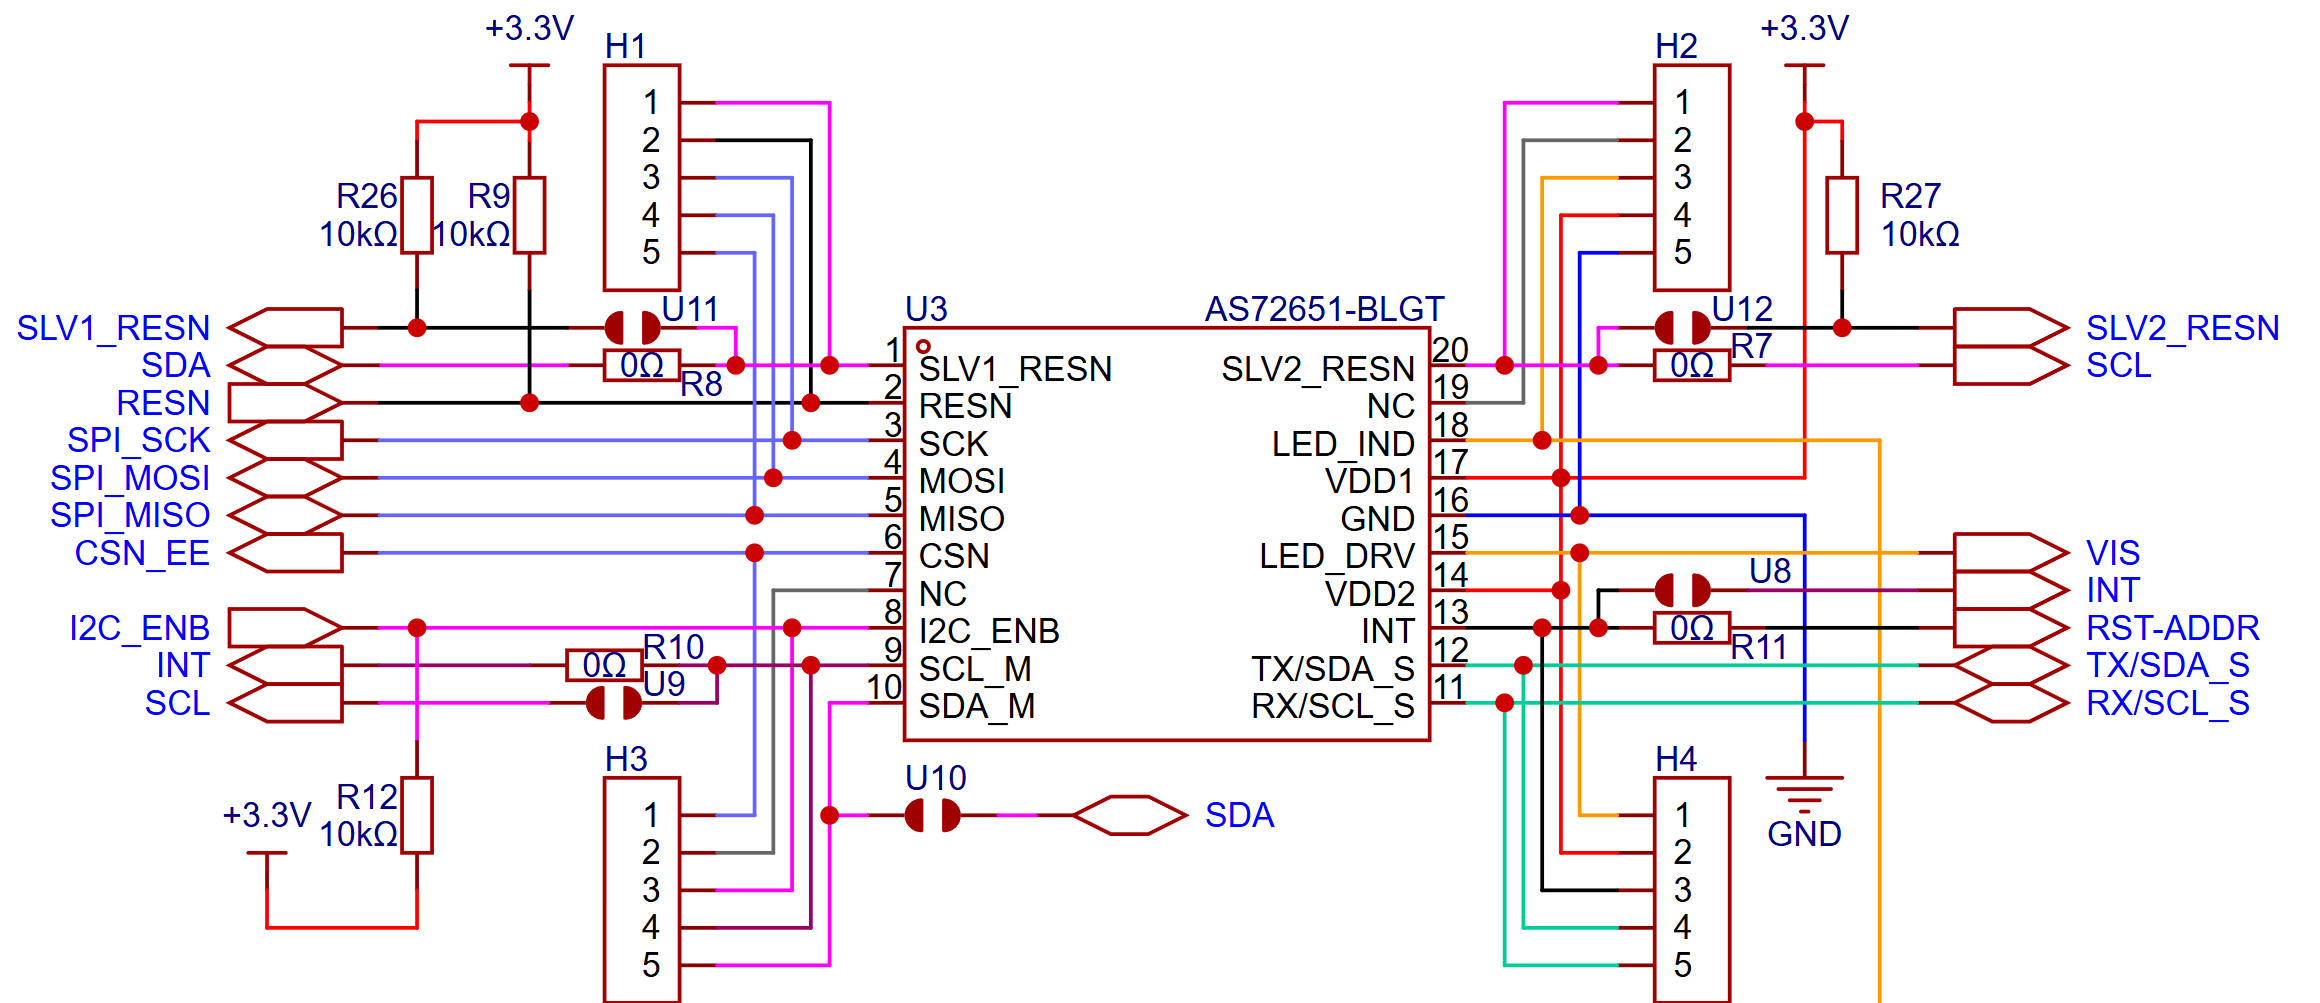 +3.3V
H1
1
2
3
4
5
R26
10kΩ
R9
10kΩ
SLV1_RESN
SDA
RESN
SPI_SCK
SPI_MOSI
SPI_MISO
CSN_EE
I2C_ENB
INT
SCL
U11
0Ω
R8
R10
0Ω
U9
R12
10kΩ
+3.3V
H3
1
2
3
4
5
U3
AS72651-BLGT
1 SLV1_RESN
2 RESN
3 SCK
4 MOSI
5 MISO
6 CSN
7 NC
8 I2C_ENB
9 SCL_M
10 SDA_M
SLV2_RESN 20
NC 19
LED_IND 18
VDD1 17
GND 16
LED_DRV 15
VDD2 14
INT 13
TX/SDA_S 12
RX/SCL_S 11
U10
SDA
H2
1
2
3
4
5
+3.3V
R27
10kΩ
U12
R7
0Ω
SLV2_RESN
SCL
VIS
INT
RST-ADDR
TX/SDA_S
RX/SCL_S
U8
0Ω
R11
H4
1
2
3
4
5
GND